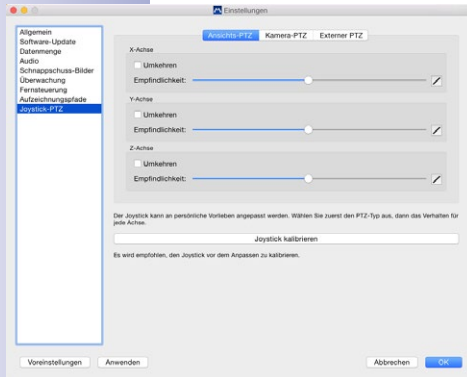 Einstellungen
Allgemein
Software-Update
Datenmenge
Audio
Schnappschuss-Bilder
Überwachung
Fernsteuerung
Aufzeichnungspfade
Joystick-PTZ
Ansichts-PTZ Kamera-PTZ Externer PTZ
X-Achse
Umkehren
Empfindlichkeit:
Y-Achse
Umkehren
Empfindlichkeit:
Z-Achse
Umkehren
Empfindlichkeit:
Der Joystick kann an persönliche Vorlieben angepasst werden. Wählen Sie zuerst den PTZ-Typ aus, dann das Verhalten für
jede Achse.
Joystick kalibrieren
Es wird empfohlen, den Joystick vor dem Anpassen zu kalibrieren.
Voreinstellungen Anwenden Abbrechen OK